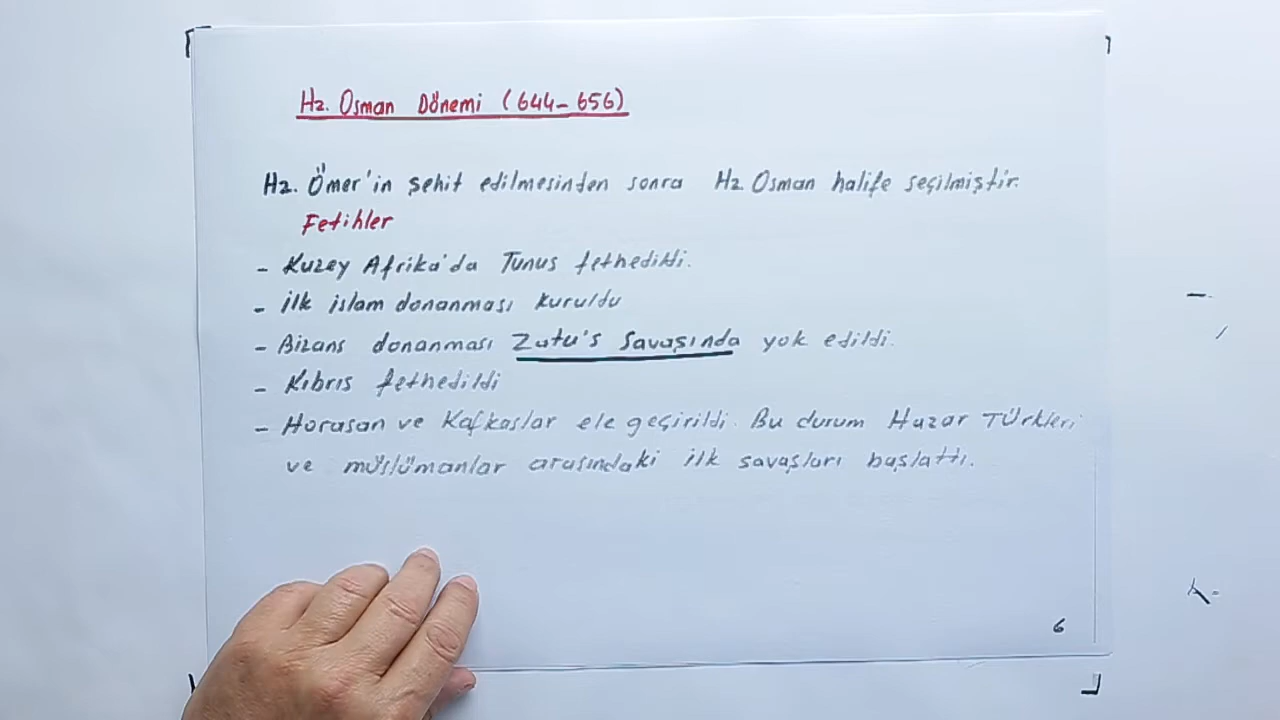 Hz. Osman Dönemi (644-656)
Hz. Ömer'in şehit edilmesinden sonra Hz Osman halife seçilmiştir.
Fetihler
- Kuzey Afrika'da Tunus fethedildi.
- İlk islam donanması kuruldu
- Bizans donanması Zatu's Savaşında yok edildi.
- Kıbrıs fethedildi
- Horasan ve Kafkaslar ele geçirildi. Bu durum Hazar Türkleri
ve müslümanlar arasındaki ilk savaşları başlattı.
6